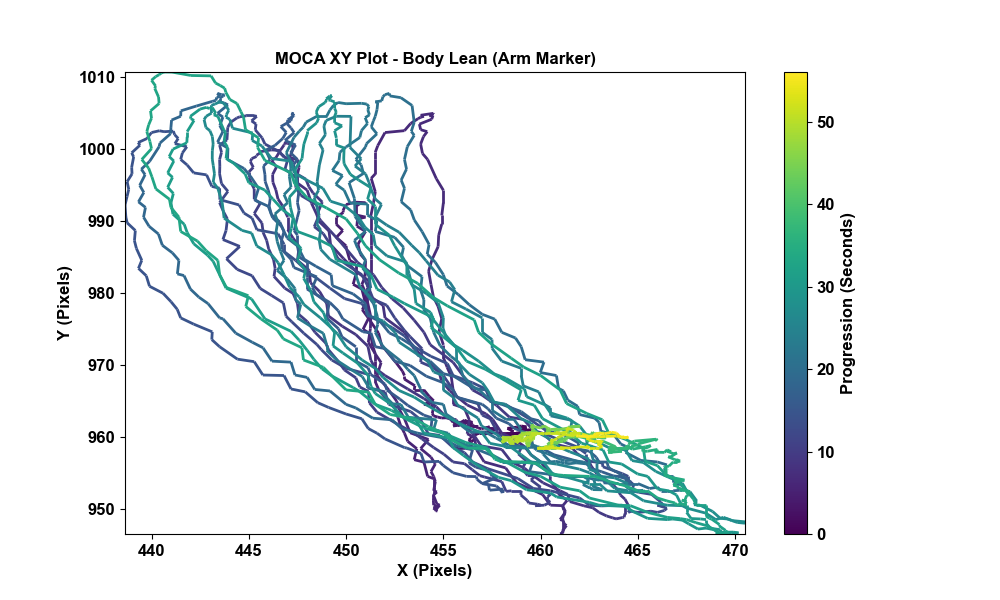 MOCA XY Plot - Body Lean (Arm Marker)
1010
1000
990
980
970
960
950
Y (Pixels)
440 445 450 455 460 465 470
X (Pixels)
50
40
30
20
10
0
Progression (Seconds)